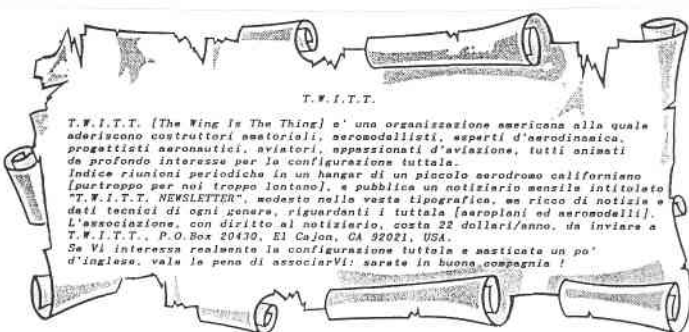 T.W.I.T.T.
T.W.I.T.T. [The Wing Is The Thing] e' una organizzazione americana alla quale
aderiscono costruttori amatoriali, aeromodellisti, esperti d'aerodinamica,
progettisti aeronautici, aviatori, appassionati d'aviazione, tutti animati
da profondo interesse per la configurazione tuttala.
Indice riunioni periodiche in un hangar di un piccolo aerodromo californiano
[purtroppo per noi troppo lontano], e pubblica un notiziario mensile intitolato
"T.W.I.T.T. NEWSLETTER", modesto nella veste tipografica, ma ricco di notizie e
dati tecnici di ogni genere, riguardanti i tuttala [aeroplani ed aeromodelli].
L'associazione, con diritto al notiziario, costa 22 dollari/anno, da inviare a
T.W.I.T.T., P.O.Box 20430, El Cajon, CA 92021, USA.
Se Vi interessa realmente la configurazione tuttala e masticate un po'
d'inglese, vale la pena di associarVi: sarete in buona compagnia !